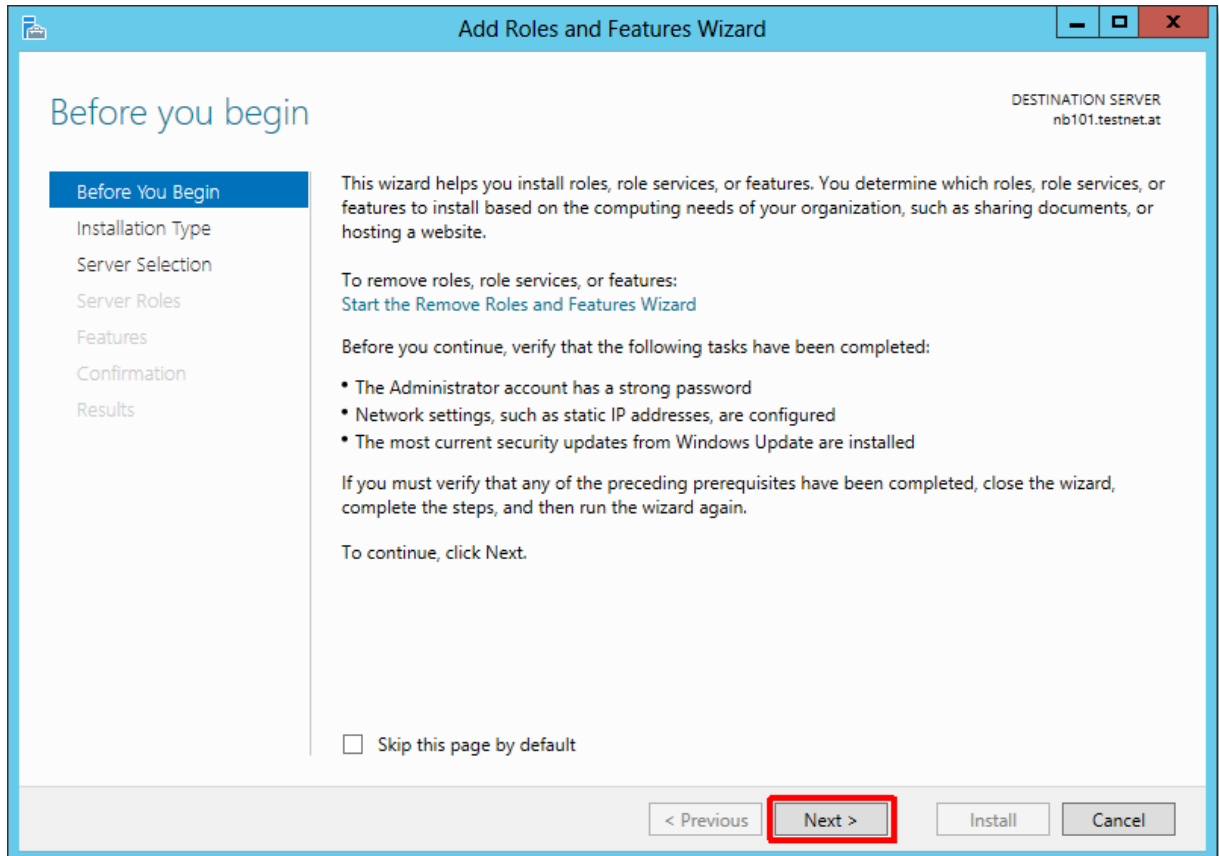 Add Roles and Features Wizard
Before you begin
DESTINATION SERVER
nb101.testnet.at
Before You Begin
Installation Type
Server Selection
Server Roles
Features
Confirmation
Results
This wizard helps you install roles, role services, or features. You determine which roles, role services, or
features to install based on the computing needs of your organization, such as sharing documents, or
hosting a website.
To remove roles, role services, or features:
Start the Remove Roles and Features Wizard
Before you continue, verify that the following tasks have been completed:
• The Administrator account has a strong password
• Network settings, such as static IP addresses, are configured
• The most current security updates from Windows Update are installed
If you must verify that any of the preceding prerequisites have been completed, close the wizard,
complete the steps, and then run the wizard again.
To continue, click Next.
Skip this page by default
< Previous
Next >
Install
Cancel